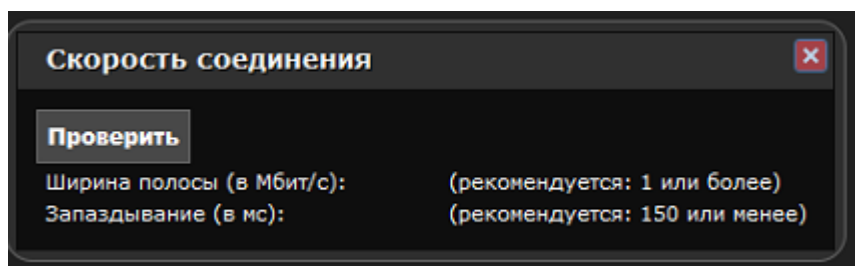 Скорость соединения
Проверить
Ширина полосы (в Мбит/с): (рекомендуется: 1 или более)
Запаздывание (в мс): (рекомендуется: 150 или менее)